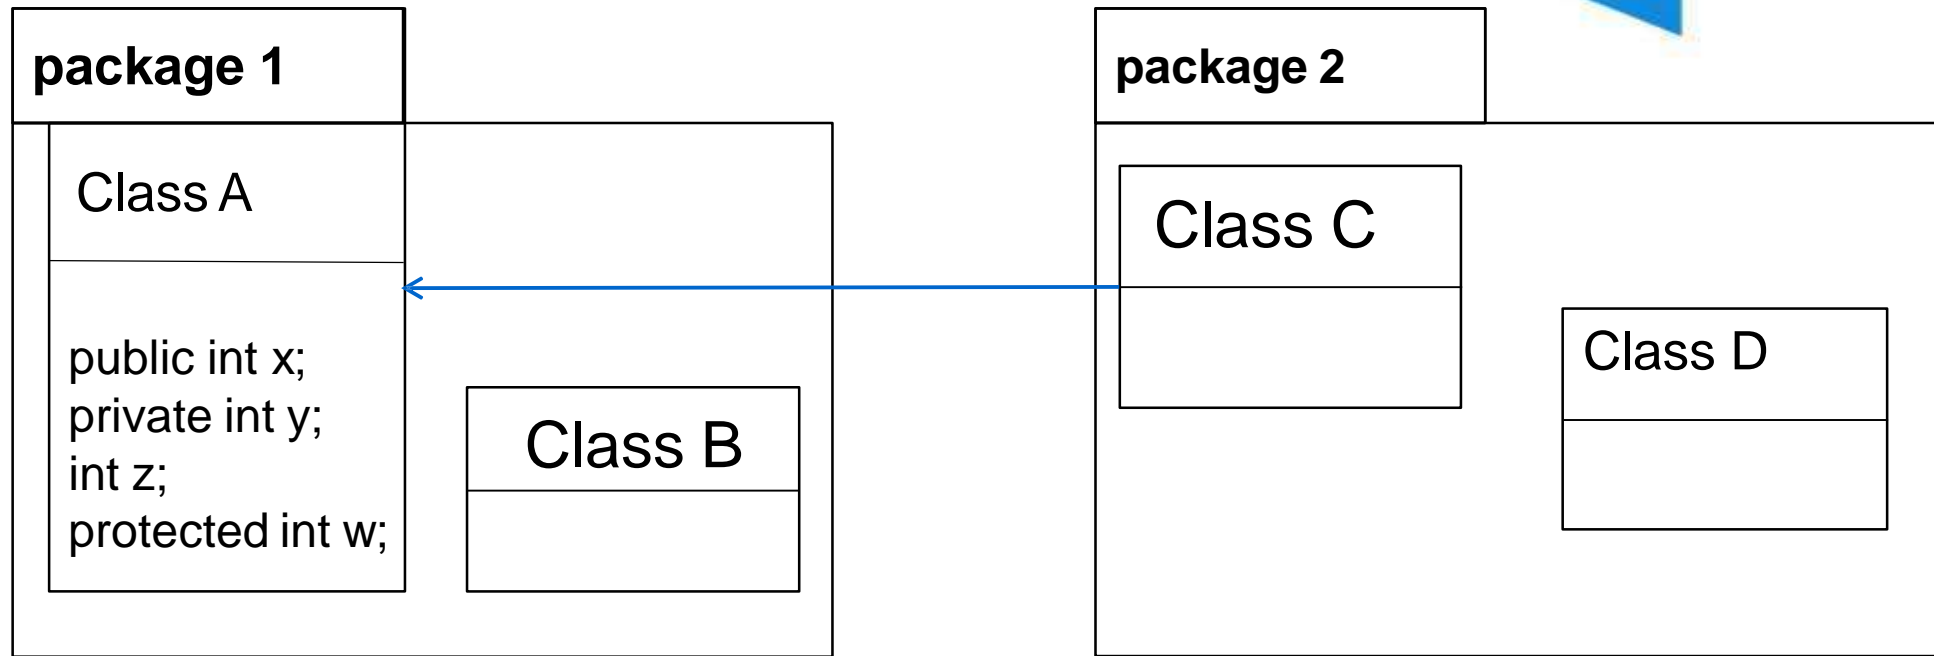 package 1
Class A
public int x;
private int y;
int z;
protected int w;
Class B
package 2
Class C
Class D